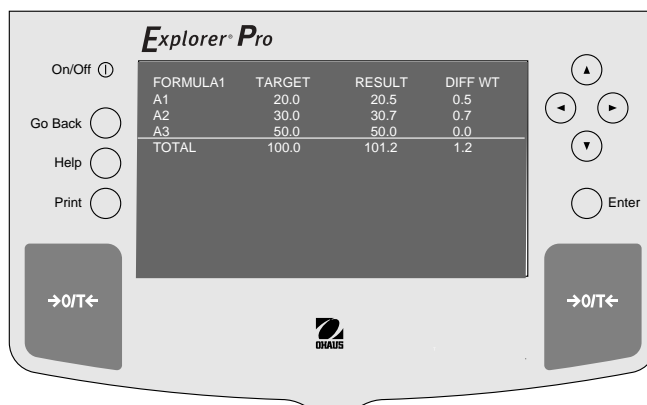 Explorer® Pro
On/Off
FORMULA1 TARGET RESULT DIFF WT
A1 20.0 20.5 0.5
A2 30.0 30.7 0.7
A3 50.0 50.0 0.0
TOTAL 100.0 101.2 1.2
Go Back
Help
Print
Enter
→0/T←
→0/T←
OHAUS